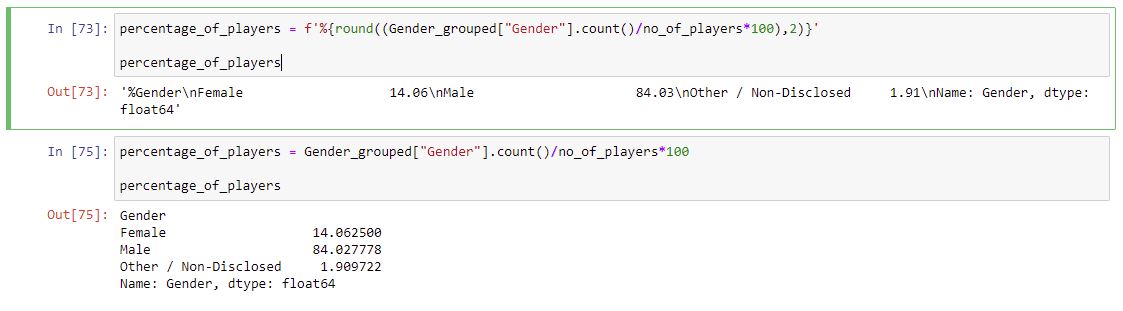 In [73]: percentage_of_players = f'%{round((Gender_grouped["Gender"].count()/no_of_players*100),2)}'
percentage_of_players
Out[73]: '%Gender\nFemale                   14.06\nMale                     84.03\nOther / Non-Disclosed     1.91\nName: Gender, dtype:
float64'
In [75]: percentage_of_players = Gender_grouped["Gender"].count()/no_of_players*100
percentage_of_players
Out[75]: Gender
Female                   14.062500
Male                     84.027778
Other / Non-Disclosed     1.909722
Name: Gender, dtype: float64